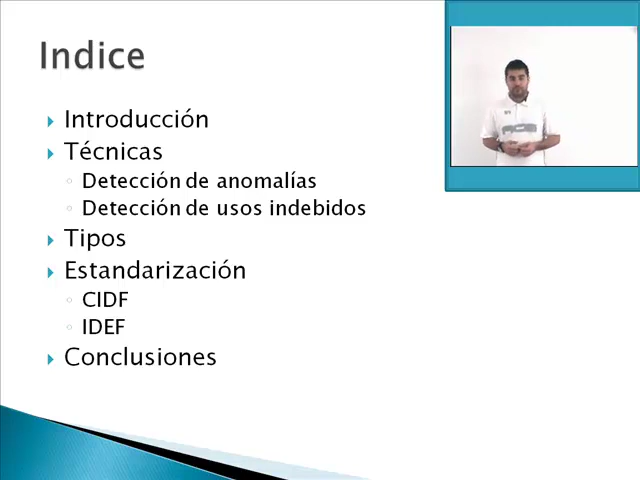 Indice
Introducción
Técnicas
Detección de anomalías
Detección de usos indebidos
Tipos
Estandarización
CIDF
IDEF
Conclusiones